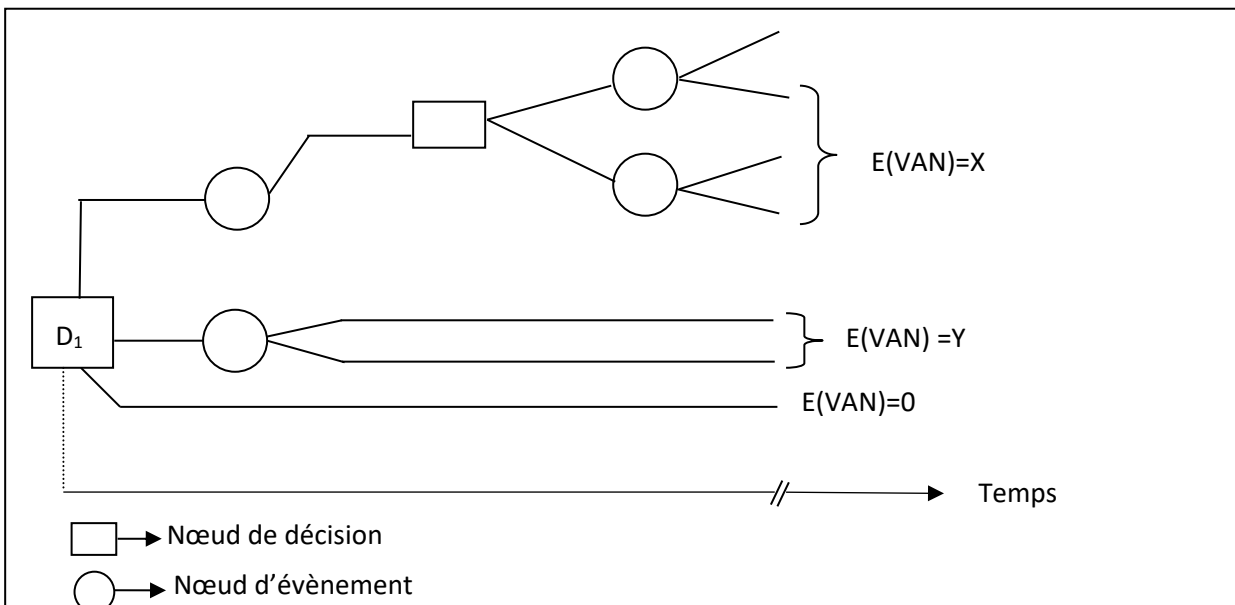 E(VAN)=X
D₁
E(VAN) =Y
E(VAN)=0
Temps
Nœud de décision
Nœud d’évènement